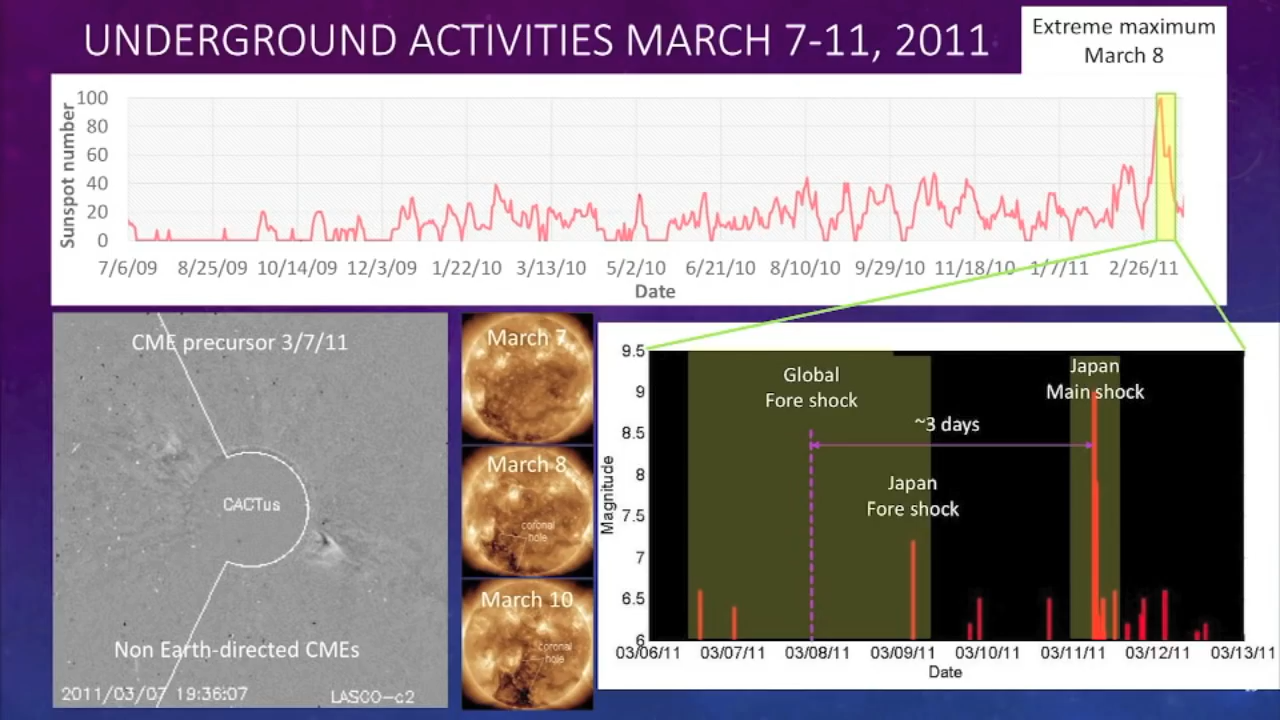 UNDERGROUND ACTIVITIES MARCH 7-11, 2011
Extreme maximum
March 8
Sunspot number
100
80
60
40
20
0
7/6/09 8/25/09 10/14/09 12/3/09 1/22/10 3/13/10 5/2/10 6/21/10 8/10/10 9/29/10 11/18/10 1/7/11 2/26/11
Date
CME precursor 3/7/11
CACTus
Non Earth-directed CMEs
2011/03/07 19:36:07 LASCO-c2
March 7
March 8
coronal
hole
March 10
coronal
hole
Magnitude
9.5
9
8.5
8
7.5
7
6.5
6
Global
Fore shock
Japan
Main shock
~3 days
Japan
Fore shock
03/06/11 03/07/11 03/08/11 03/09/11 03/10/11 03/11/11 03/12/11 03/13/11
Date